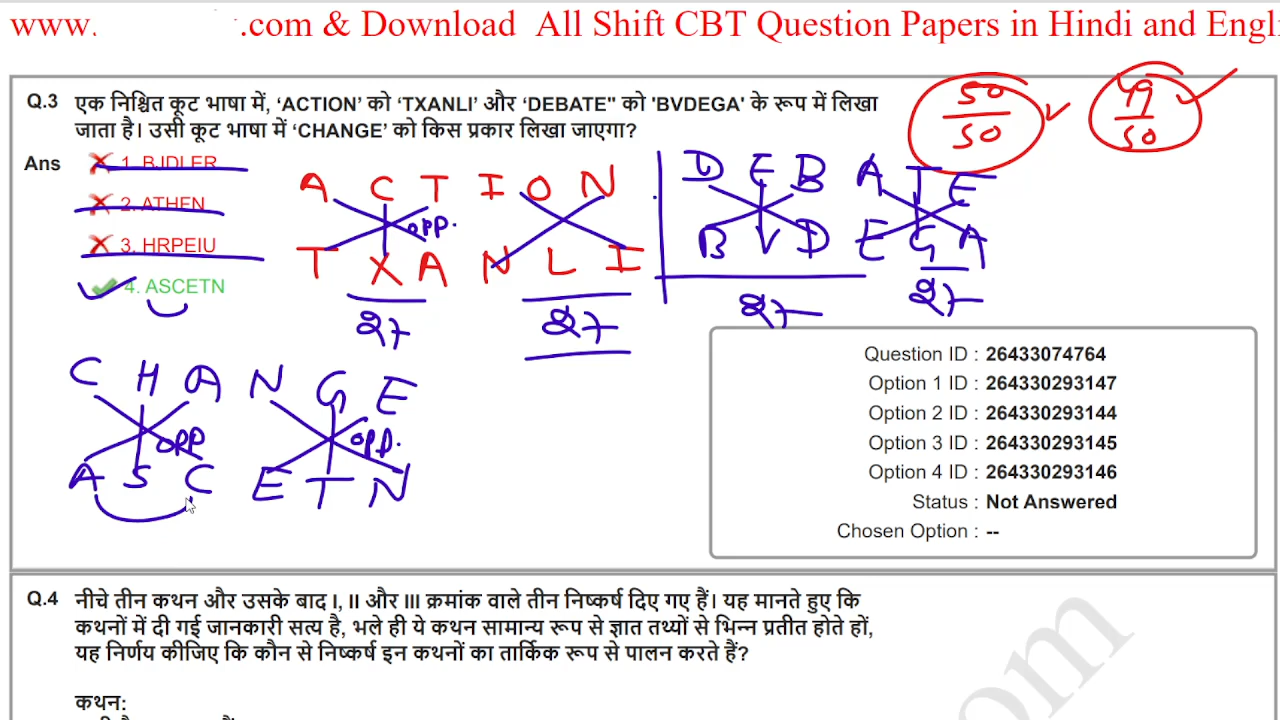 www. .com & Download All Shift CBT Question Papers in Hindi and Engli
Q.3 एक निश्चित कूट भाषा में, ‘ACTION’ को ‘TXANLI’ और ‘DEBATE" को 'BVDEGA' के रूप में लिखा
जाता है। उसी कूट भाषा में ‘CHANGE’ को किस प्रकार लिखा जाएगा?
50
50
49
50
Ans 1. BJDLER
2. ATHFN
3. HRPEIU
4. ASCETN
A C T I O N
opp.
T X A N L I
27 27
D E B A T E
B V D E G A
27 27
C H A N G E
opp opp.
A S C E T N
Question ID : 26433074764
Option 1 ID : 264330293147
Option 2 ID : 264330293144
Option 3 ID : 264330293145
Option 4 ID : 264330293146
Status : Not Answered
Chosen Option : --
Q.4 नीचे तीन कथन और उसके बाद I, II और III क्रमांक वाले तीन निष्कर्ष दिए गए हैं। यह मानते हुए कि
कथनों में दी गई जानकारी सत्य है, भले ही ये कथन सामान्य रूप से ज्ञात तथ्यों से भिन्न प्रतीत होते हों,
यह निर्णय कीजिए कि कौन से निष्कर्ष इन कथनों का तार्किक रूप से पालन करते हैं?
कथन:
om